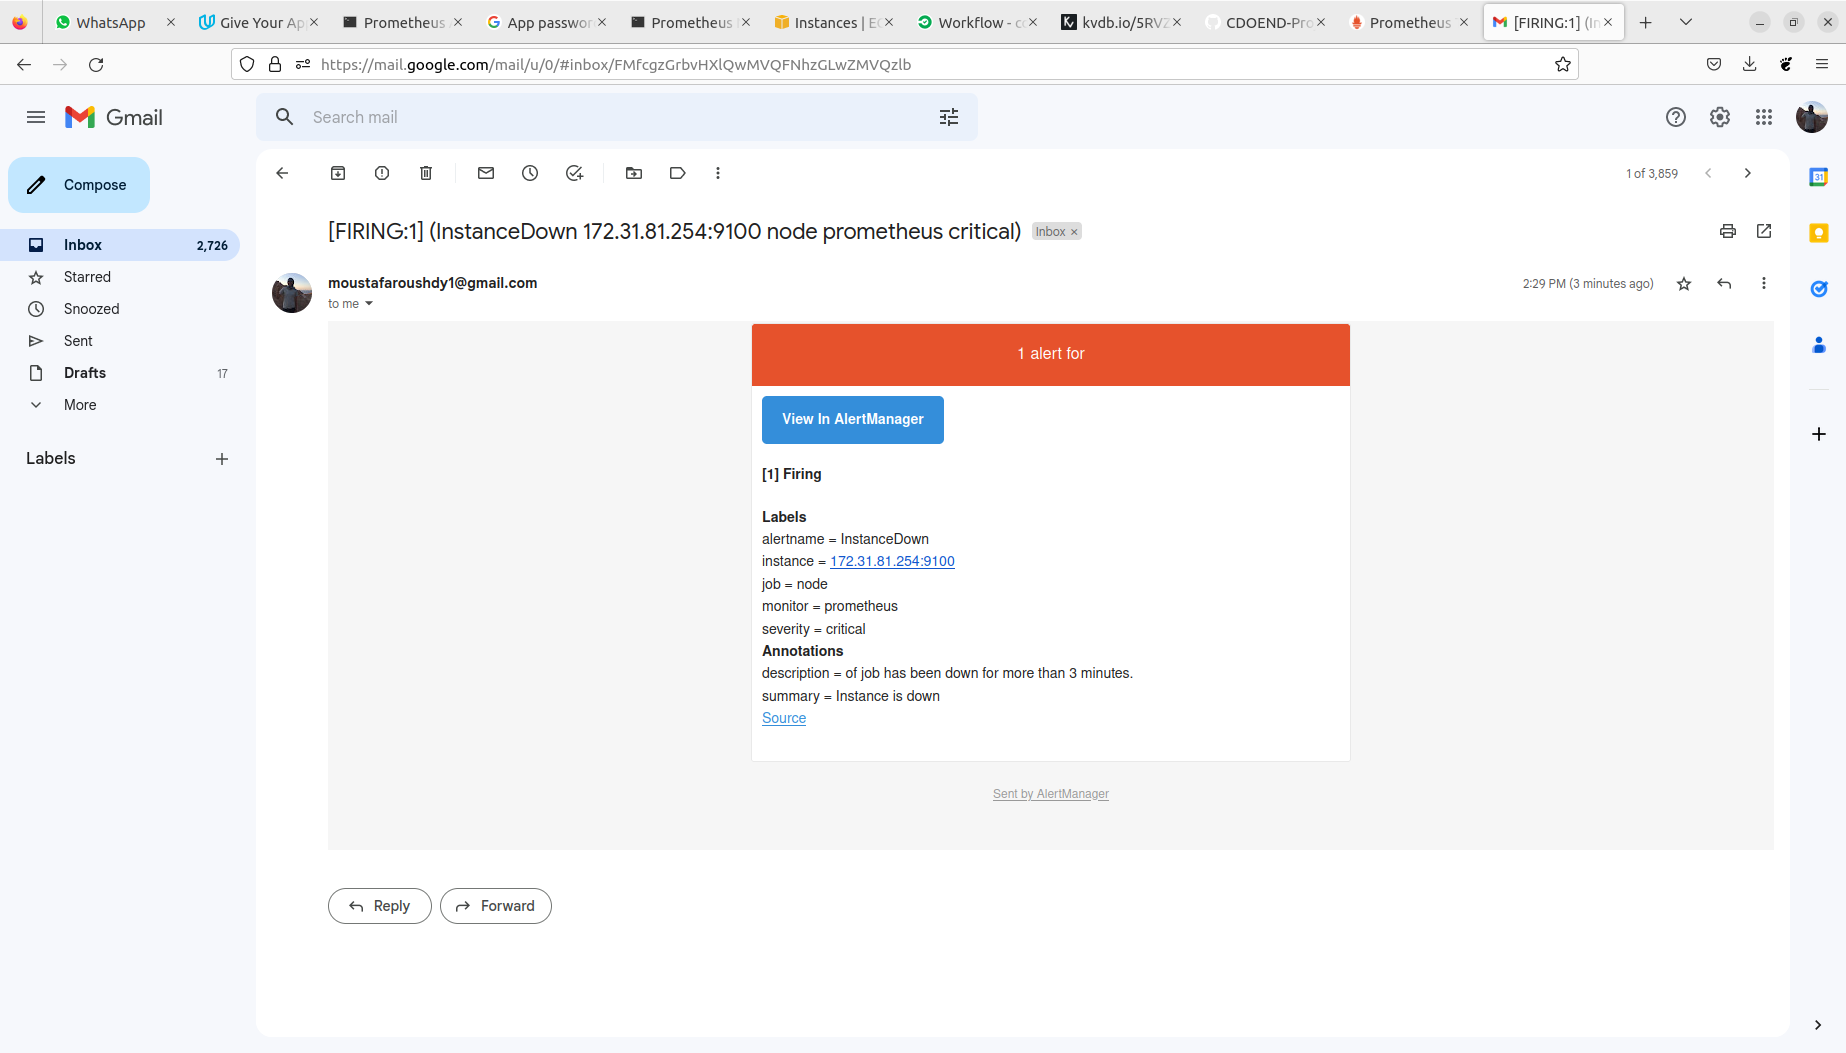 WhatsApp
Give Your Ap
Prometheus
App passwor
Prometheus
Instances | E
Workflow - c
kvdb.io/5RVZ
CDOEND-Pro
Prometheus
[FIRING:1] (I
https://mail.google.com/mail/u/0/#inbox/FMfcgzGrbvHXlQwMVQFNhzGLwZMVQzlb
Gmail
Search mail
Compose
1 of 3,859
Inbox 2,726
Starred
Snoozed
Sent
Drafts 17
More
Labels
[FIRING:1] (InstanceDown 172.31.81.254:9100 node prometheus critical) Inbox ×
moustafaroushdy1@gmail.com
2:29 PM (3 minutes ago)
to me
1 alert for
View In AlertManager
[1] Firing
Labels
alertname = InstanceDown
instance = 172.31.81.254:9100
job = node
monitor = prometheus
severity = critical
Annotations
description = of job has been down for more than 3 minutes.
summary = Instance is down
Source
Sent by AlertManager
Reply
Forward
31